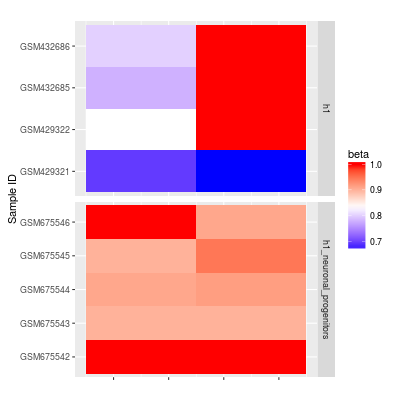 GSM432686
GSM432685
GSM429322
GSM429321
h1
GSM675546
GSM675545
GSM675544
GSM675543
GSM675542
h1_neuronal_progenitors
Sample ID
beta
1.0
0.9
0.8
0.7